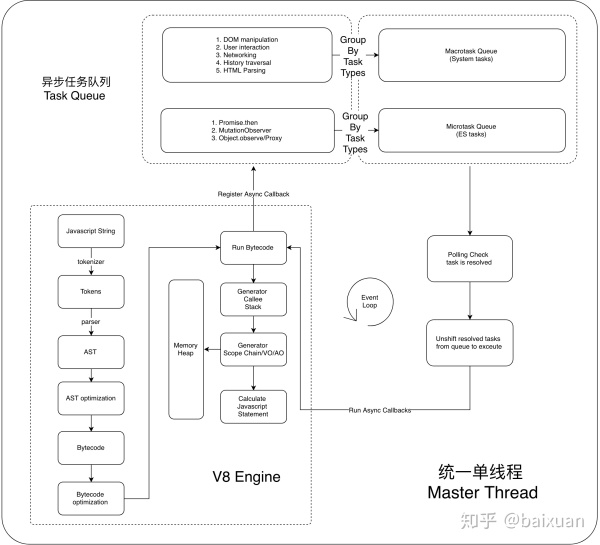 异步任务队列
Task Queue
1. DOM manipulation
2. User interaction
3. Networking
4. History traversal
5. HTML Parsing
Group
By
Task
Types
Macrotask Queue
(System tasks)
1. Promise.then
2. MutationObserver
3. Object.observe/Proxy
Group
By
Task
Types
Microtask Queue
(ES tasks)
Register Async Callback
Javascript String
tokenizer
Tokens
parser
AST
AST optimization
Bytecode
Bytecode
optimization
Run Bytecode
Generator
Callee
Stack
Memory
Heap
Generator
Scope Chain/VO/AO
Calculate
Javascript
Statement
V8 Engine
Event
Loop
Polling Check
task is resolved
Unshift resolved tasks
from queue to exceute
Run Async Callbacks
统一单线程
Master Thread
知乎 @baixuan